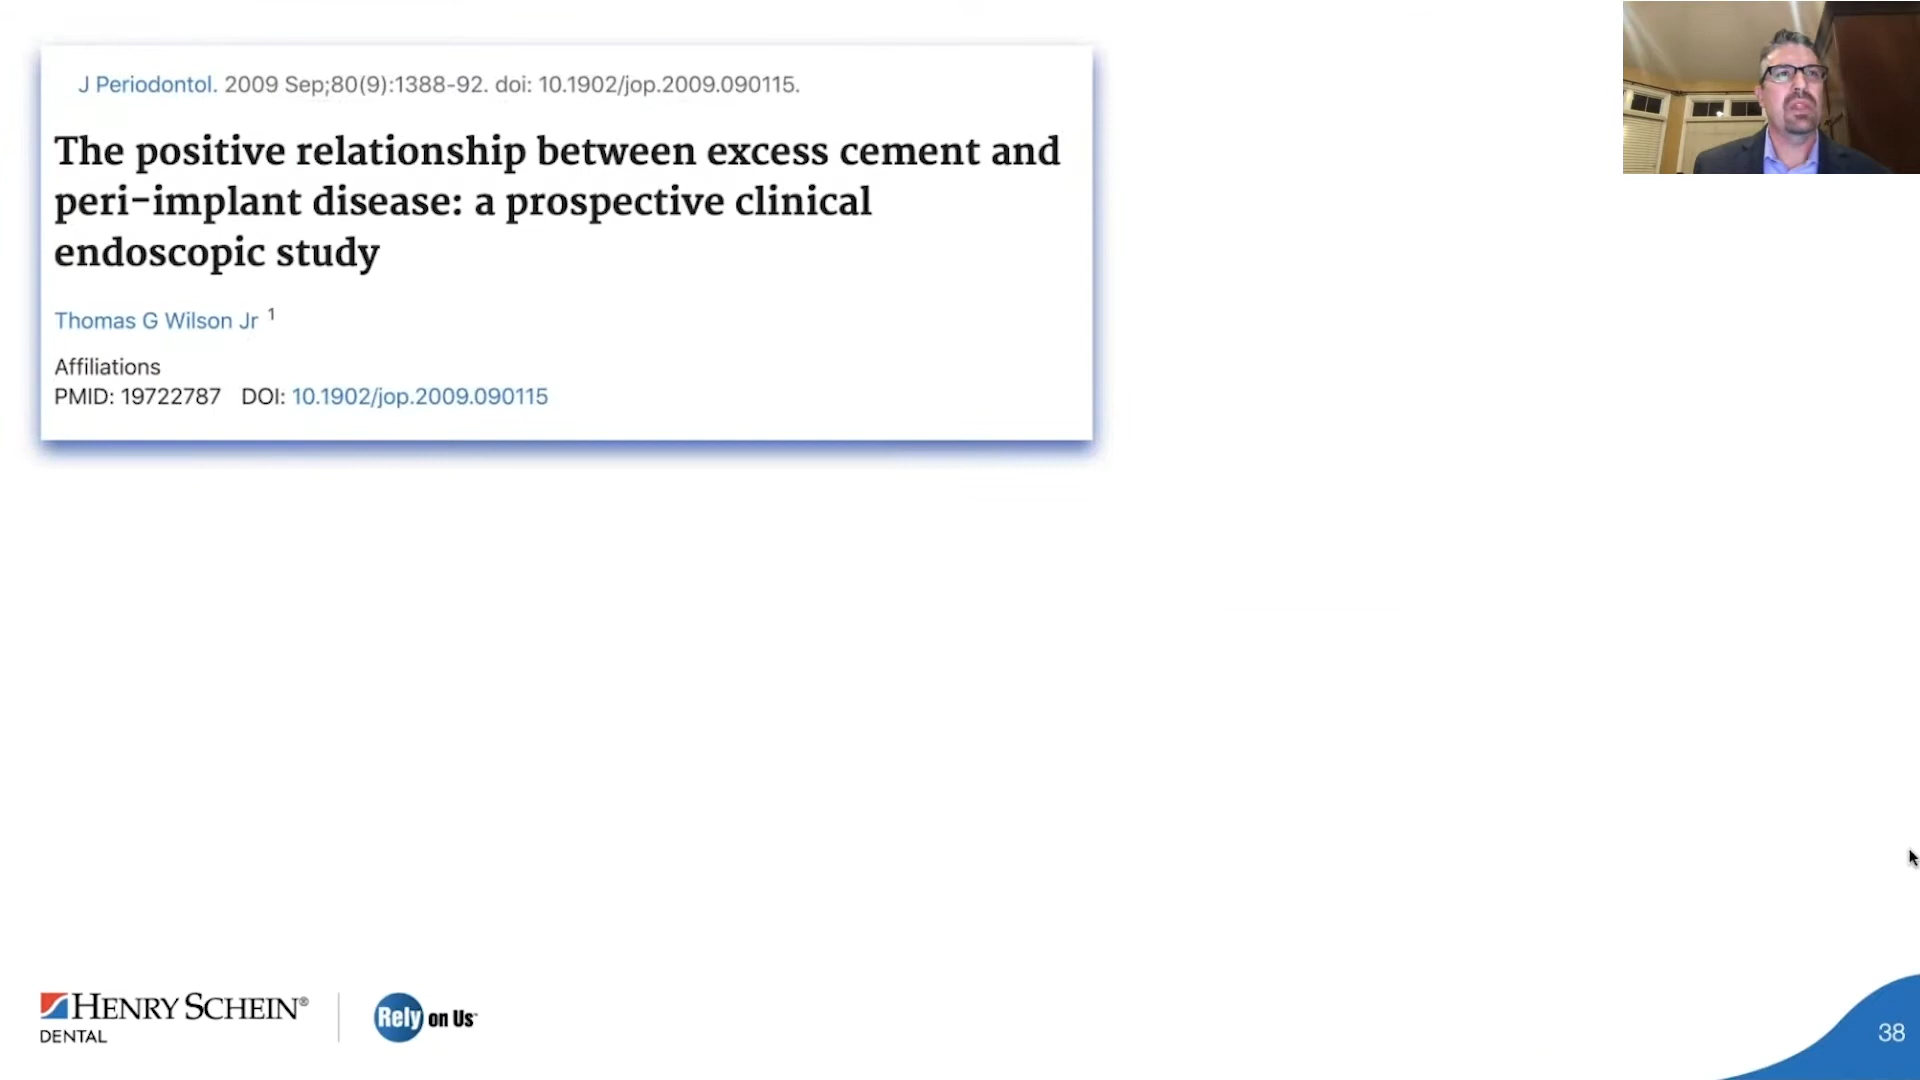 J Periodontol. 2009 Sep;80(9):1388-92. doi: 10.1902/jop.2009.090115.
The positive relationship between excess cement and
peri-implant disease: a prospective clinical
endoscopic study
Thomas G Wilson Jr 1
Affiliations
PMID: 19722787 DOI: 10.1902/jop.2009.090115
HENRY SCHEIN®
DENTAL
Rely on Us™
38